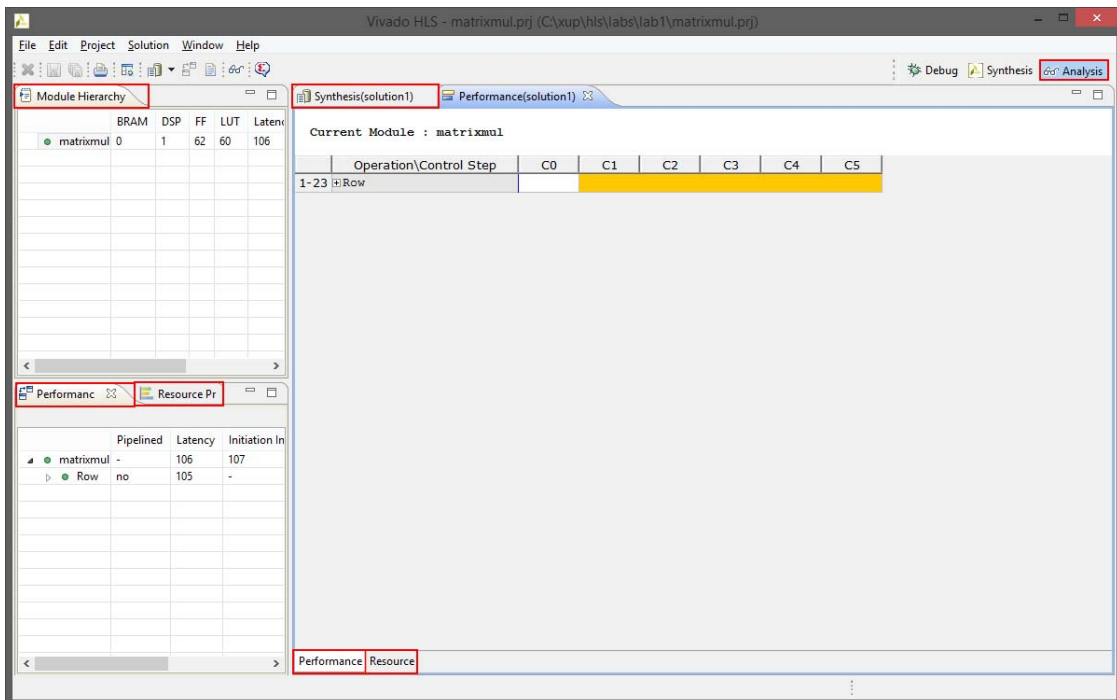 Vivado HLS - matrixmul.prj (C:\xup\hls\labs\lab1\matrixmul.prj)
File Edit Project Solution Window Help
Debug Synthesis Analysis
Module Hierarchy
BRAM DSP FF LUT Latenc
matrixmul 0 1 62 60 106
Synthesis(solution1) Performance(solution1)
Current Module : matrixmul
Operation\Control Step C0 C1 C2 C3 C4 C5
1-23 Row
Performanc Resource Pr
Pipelined Latency Initiation In
matrixmul - 106 107
Row no 105 -
Performance Resource